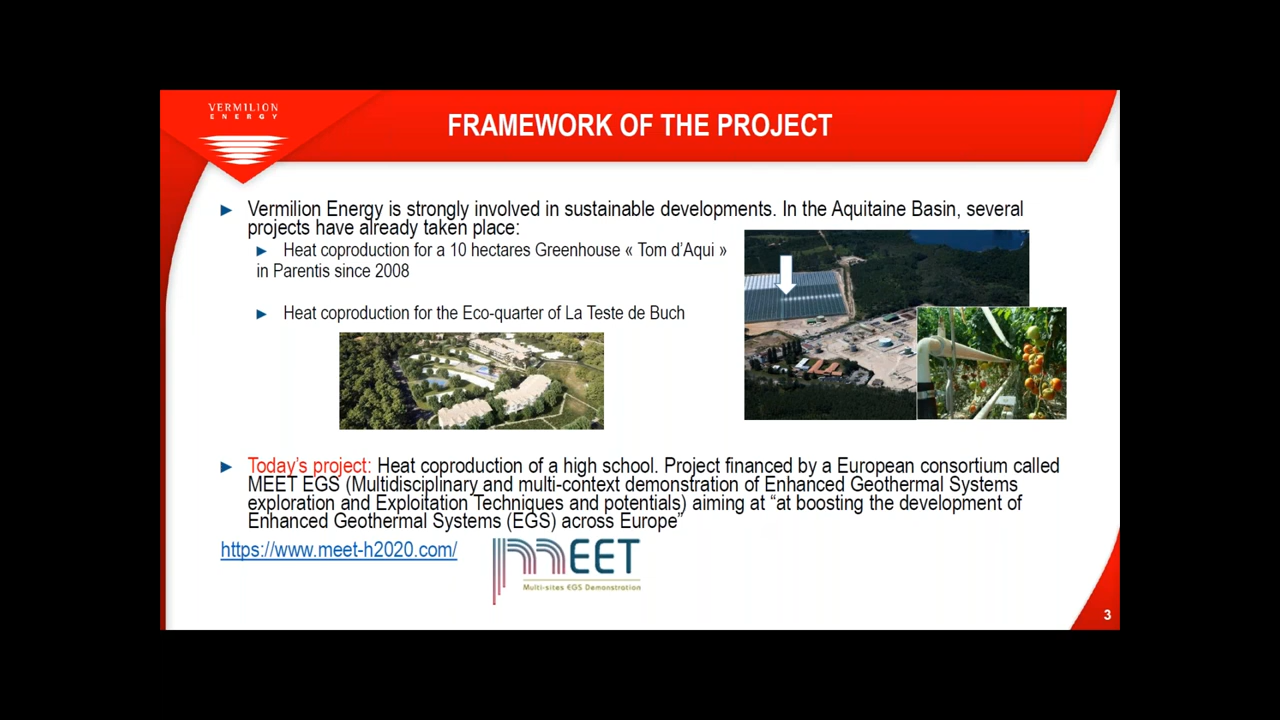 VERMILION
ENERGY
FRAMEWORK OF THE PROJECT
► Vermilion Energy is strongly involved in sustainable developments. In the Aquitaine Basin, several
projects have already taken place:
► Heat coproduction for a 10 hectares Greenhouse « Tom d’Aqui »
in Parentis since 2008
► Heat coproduction for the Eco-quarter of La Teste de Buch
► Today’s project: Heat coproduction of a high school. Project financed by a European consortium called
MEET EGS (Multidisciplinary and multi-context demonstration of Enhanced Geothermal Systems
exploration and Exploitation Techniques and potentials) aiming at “at boosting the development of
Enhanced Geothermal Systems (EGS) across Europe”
https://www.meet-h2020.com/
MEET
Multi-sites EGS Demonstration
3